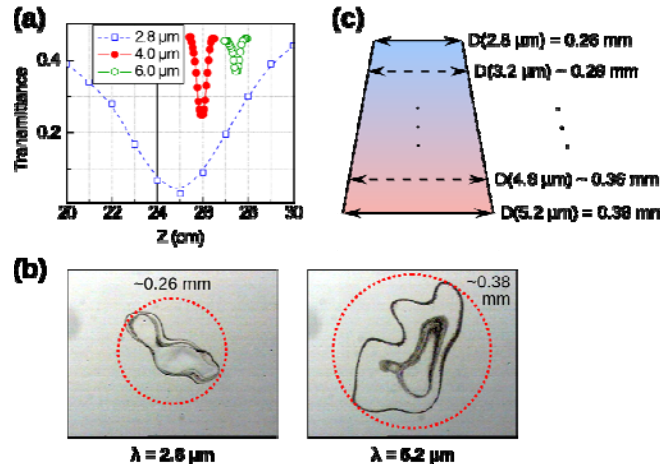 (a)
Transmittance
0.4
0.2
2.8 μm
4.0 μm
6.0 μm
20
22
24
26
28
30
Z (cm)
(c)
D(2.8 μm) = 0.26 mm
D(3.2 μm) ~ 0.28 mm
D(4.8 μm) ~ 0.36 mm
D(5.2 μm) = 0.38 mm
(b)
~0.26 mm
~0.38
mm
λ = 2.8 μm
λ = 5.2 μm